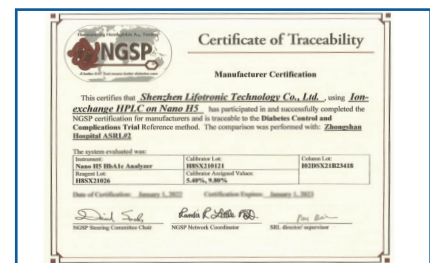 NGSP
Certificate of Traceability
Manufacturer Certification
This certifies that Shenzhen Lifotronic Technology Co., Ltd. , using Ion-
exchange HPLC on Nano H5 has participated in and successfully completed the
NGSP certification for manufacturers and is traceable to the Diabetes Control and
Complications Trial Reference method. The comparison was performed with: Zhongshan
Hospital ASRL#2
The system evaluated was:
Instrument: Calibrator Lot: Column Lot:
Nano H5 HbA1c Analyzer H8SX210121 H02DSX21B23418
Reagent Lot: Calibrator Assigned Values:
H8SX21026 5.40%, 9.80%
Date of Certification: January 1, 2022 Certification Expires: January 1, 2023
NGSP Steering Committee Chair NGSP Network Coordinator SRL director/ supervisor